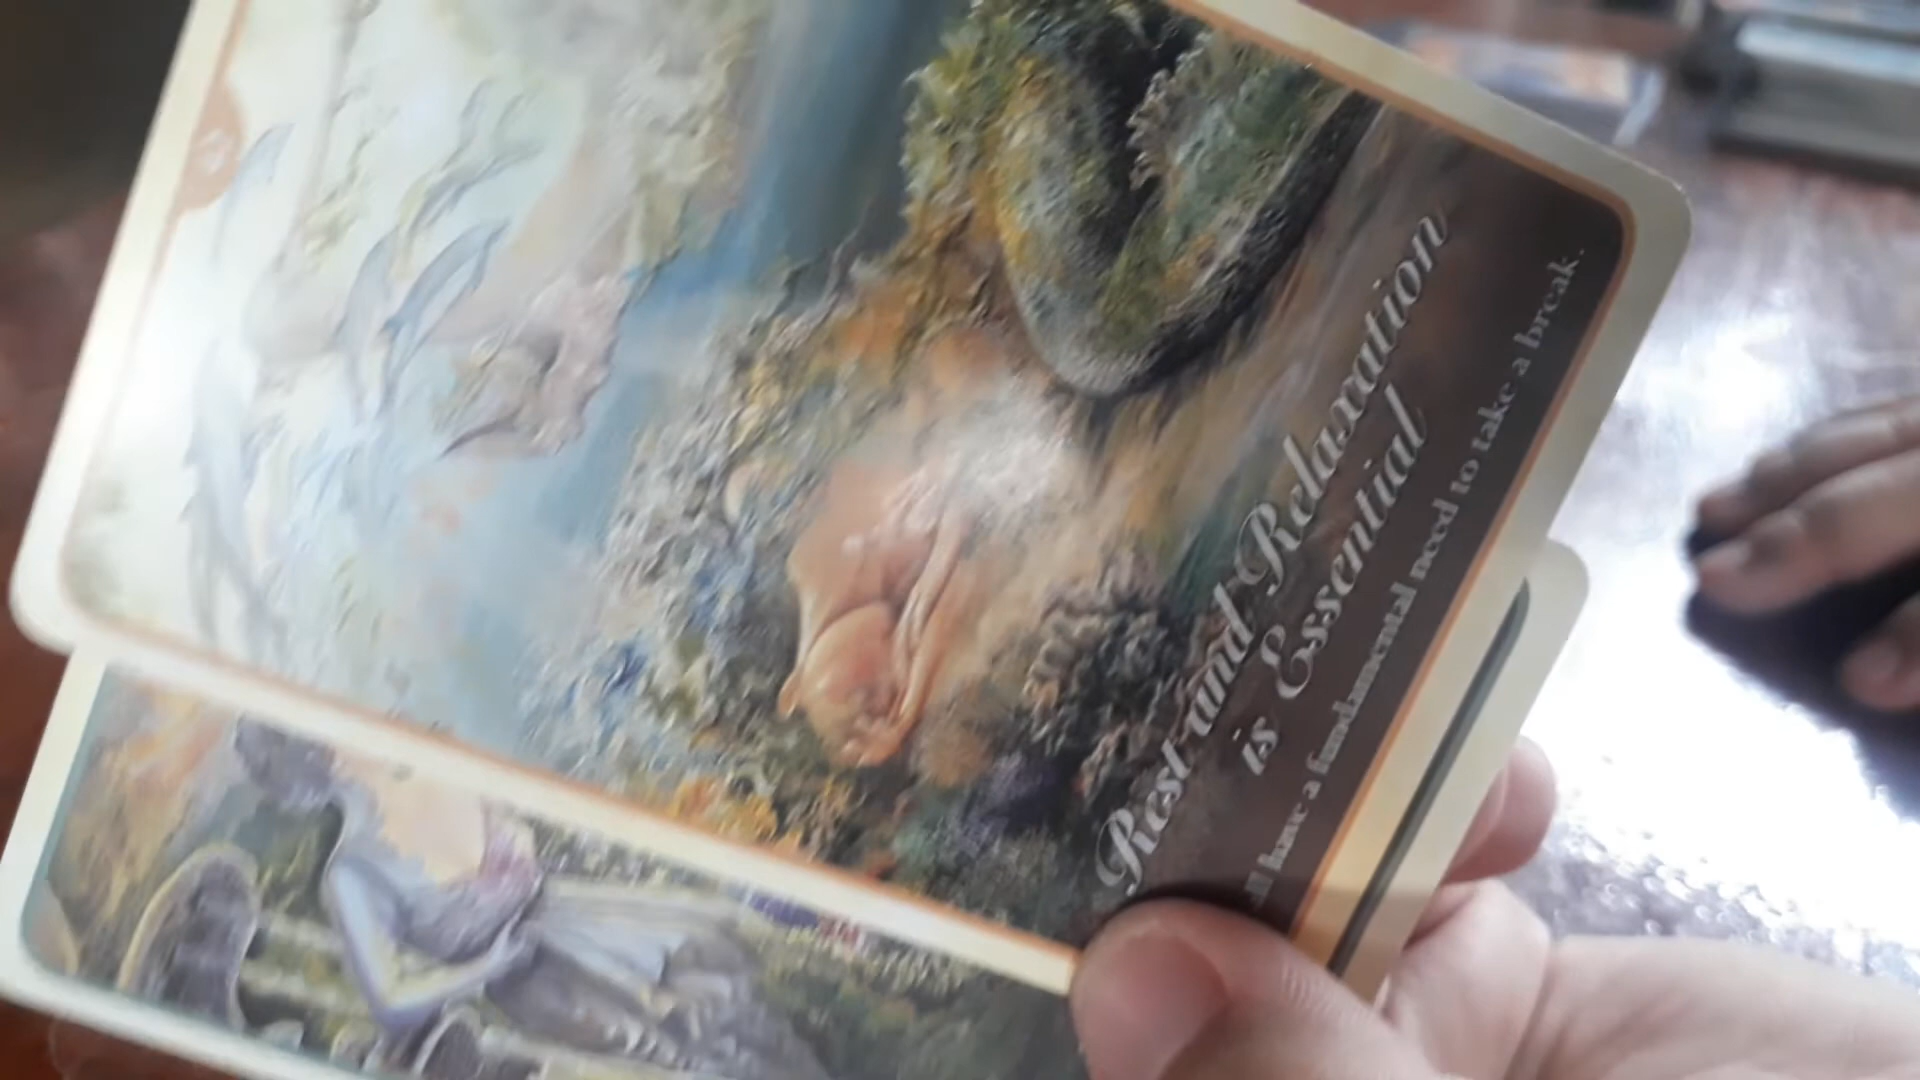 Rest and Relaxation
is Essential
have a fundamental need to take a break.